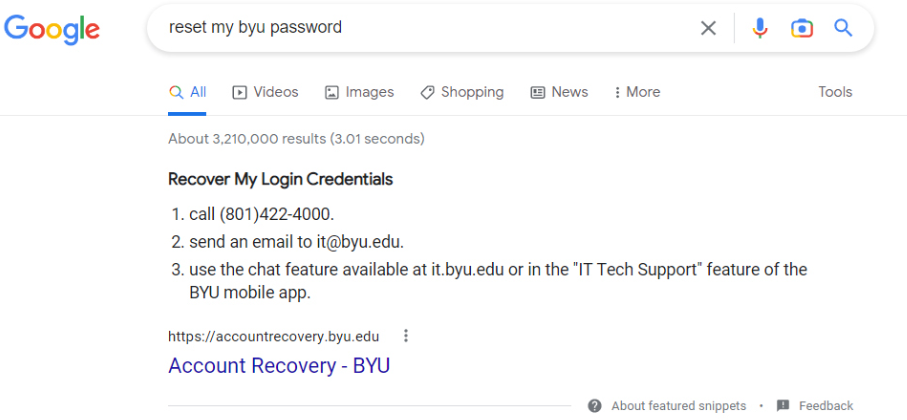 Google
reset my byu password
All Videos Images Shopping News More Tools
About 3,210,000 results (3.01 seconds)
Recover My Login Credentials
1. call (801)422-4000.
2. send an email to it@byu.edu.
3. use the chat feature available at it.byu.edu or in the "IT Tech Support" feature of the
BYU mobile app.
https://accountrecovery.byu.edu
Account Recovery - BYU
About featured snippets • Feedback